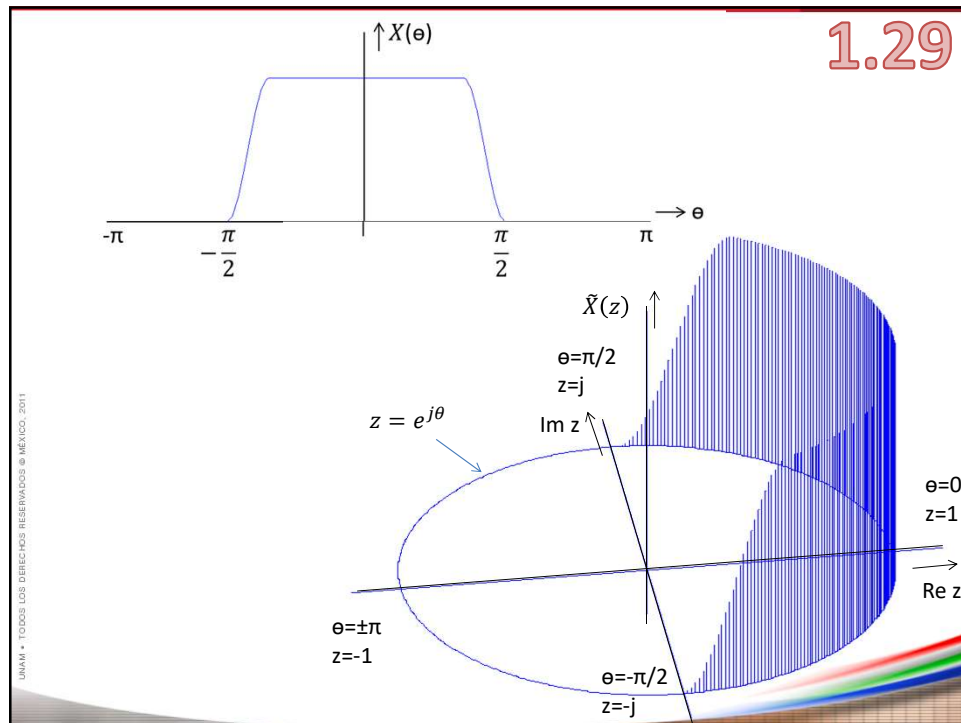 1.29
X(ɵ)
ɵ
-π
−π/2
π/2
π
X̃(z)
ɵ=π/2
z=j
Im z
z = e^{jθ}
ɵ=0
z=1
Re z
ɵ=±π
z=-1
ɵ=-π/2
z=-j
UNAM • TODOS LOS DERECHOS RESERVADOS @ MÉXICO, 2011